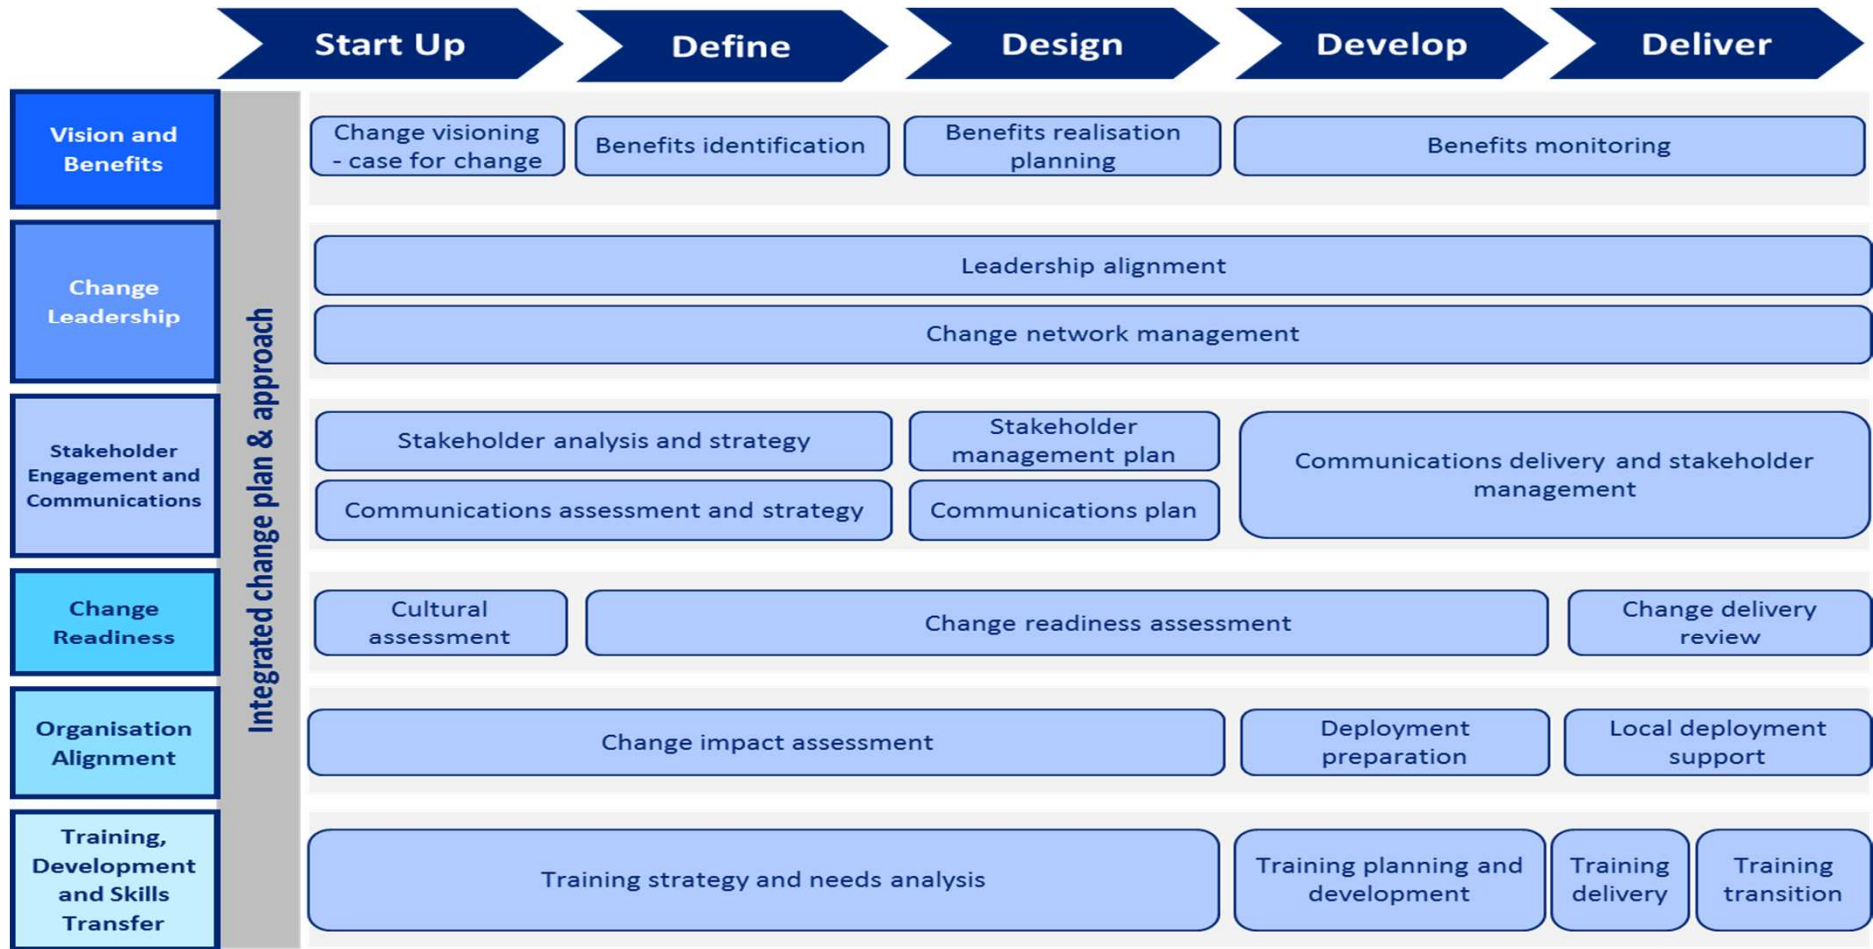 Start Up
Define
Design
Develop
Deliver
Integrated change plan & approach
Vision and
Benefits
Change visioning
- case for change
Benefits identification
Benefits realisation
planning
Benefits monitoring
Change
Leadership
Leadership alignment
Change network management
Stakeholder
Engagement and
Communications
Stakeholder analysis and strategy
Stakeholder
management plan
Communications delivery and stakeholder
management
Communications assessment and strategy
Communications plan
Change
Readiness
Cultural
assessment
Change readiness assessment
Change delivery
review
Organisation
Alignment
Change impact assessment
Deployment
preparation
Local deployment
support
Training,
Development
and Skills
Transfer
Training strategy and needs analysis
Training planning and
development
Training
delivery
Training
transition